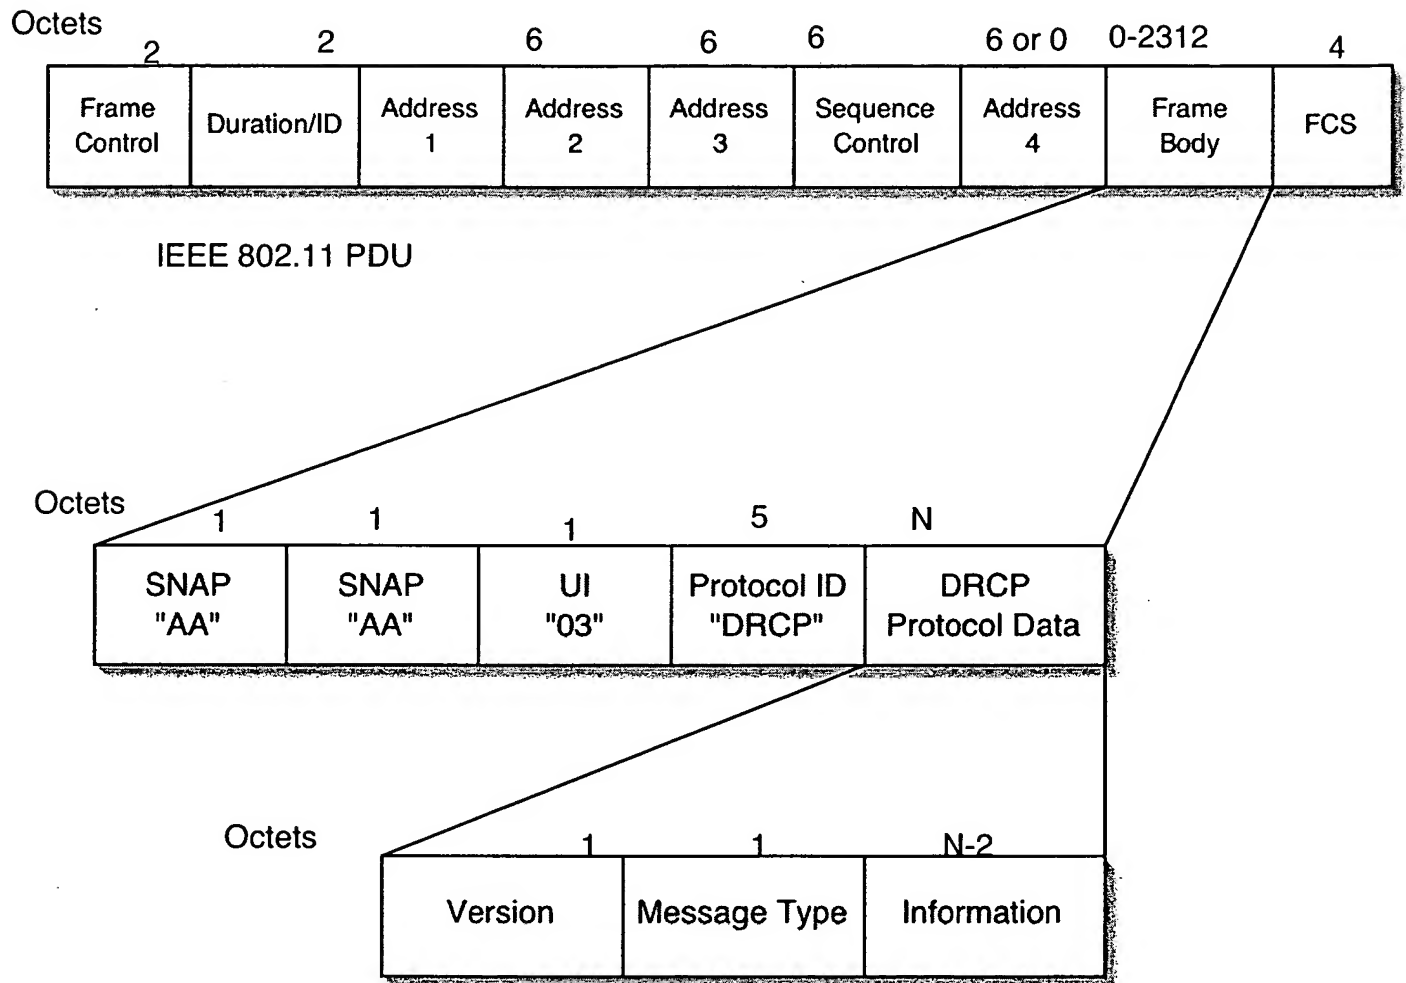 Octets
2 2 6 6 6 6 or 0 0-2312 4
Frame Control
Duration/ID
Address 1
Address 2
Address 3
Sequence Control
Address 4
Frame Body
FCS
IEEE 802.11 PDU
Octets
1 1 1 5 N
SNAP "AA"
SNAP "AA"
UI "03"
Protocol ID "DRCP"
DRCP Protocol Data
Octets
1 1 N-2
Version
Message Type
Information